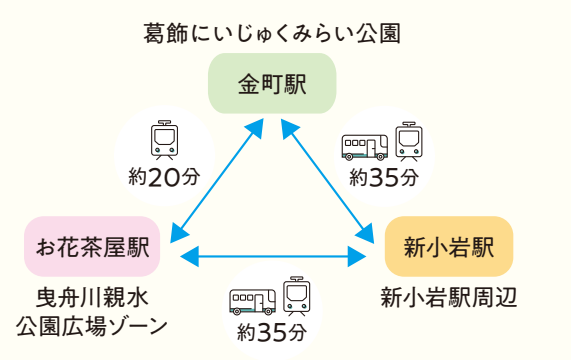 葛飾にいじゅくみらい公園
金町駅
約20分
約35分
お花茶屋駅
新小岩駅
曳舟川親水
公園広場ゾーン
新小岩駅周辺
約35分